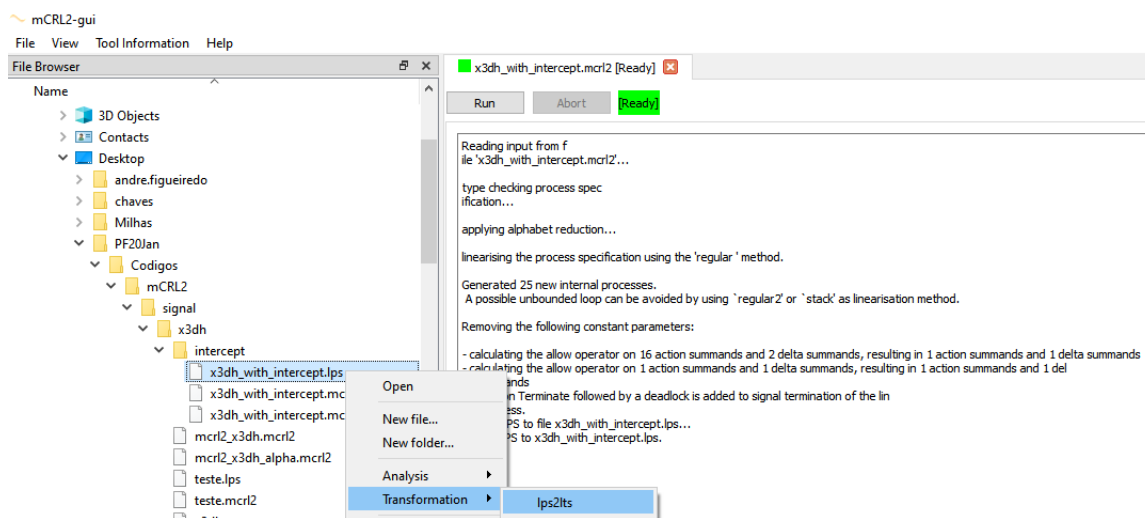 mCRL2-gui
File View Tool Information Help
File Browser
x3dh_with_intercept.mcrl2 [Ready]
Name
Run Abort [Ready]
3D Objects
Contacts
Desktop
andre.figueiredo
chaves
Milhas
PF20Jan
Codigos
mCRL2
signal
x3dh
intercept
x3dh_with_intercept.lps
x3dh_with_intercept.mc
x3dh_with_intercept.mc
mcrl2_x3dh.mcrl2
mcrl2_x3dh_alpha.mcrl2
teste.lps
teste.mcrl2
Open
New file...
New folder...
Analysis
Transformation
lps2lts
Reading input from f
ile 'x3dh_with_intercept.mcrl2'...
type checking process spec
ification...
applying alphabet reduction...
linearising the process specification using the 'regular ' method.
Generated 25 new internal processes.
A possible unbounded loop can be avoided by using `regular2' or `stack' as linearisation method.
Removing the following constant parameters:
- calculating the allow operator on 16 action summands and 2 delta summands, resulting in 1 action summands and 1 delta summands
- calculating the allow operator on 1 action summands and 1 delta summands, resulting in 1 action summands and 1 del
ands
n Terminate followed by a deadlock is added to signal termination of the lin
ess.
PS to file x3dh_with_intercept.lps...
PS to x3dh_with_intercept.lps.